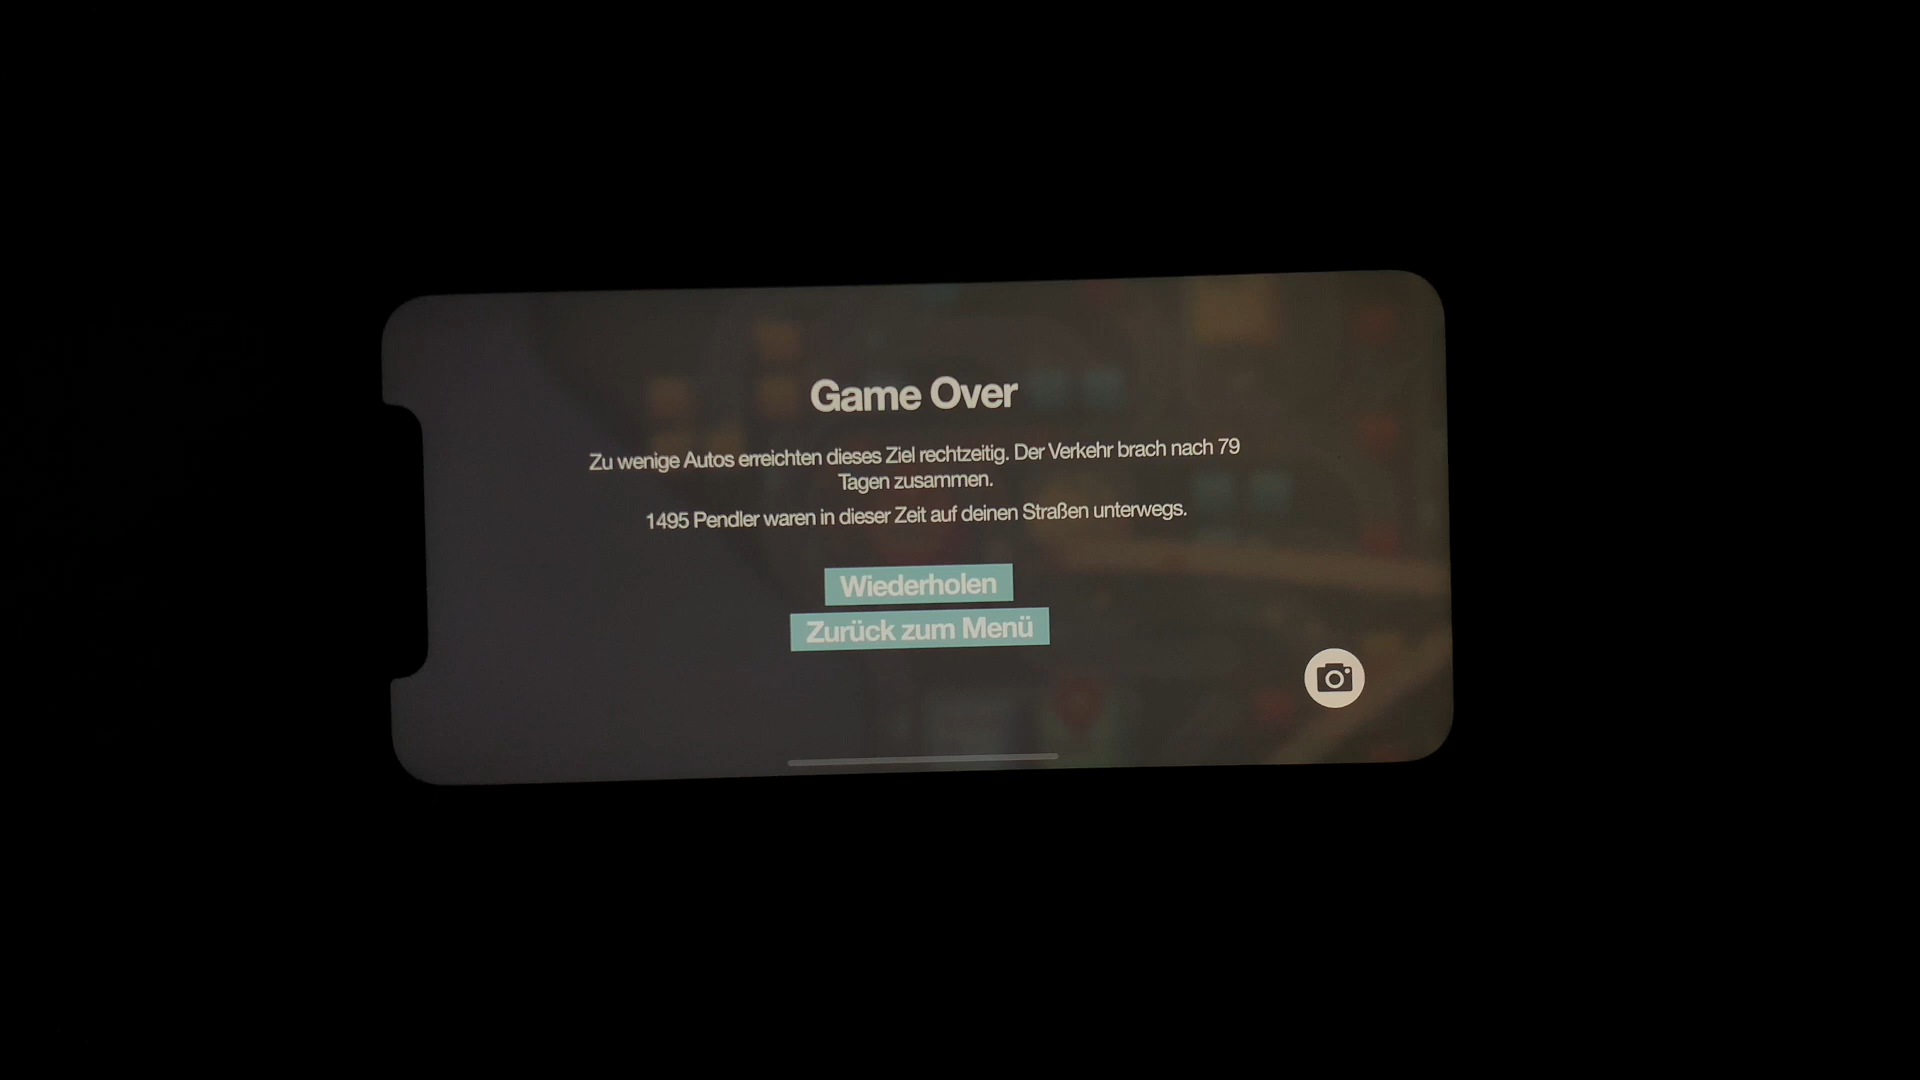 Game Over
Zu wenige Autos erreichten dieses Ziel rechtzeitig. Der Verkehr brach nach 79
Tagen zusammen.
1495 Pendler waren in dieser Zeit auf deinen Straßen unterwegs.
Wiederholen
Zurück zum Menü